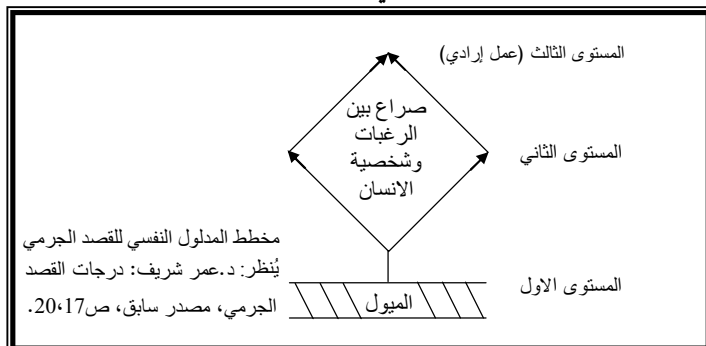 المستوى الثالث (عمل إرادي)
صراع بين
الرغبات
وشخصية
الانسان
المستوى الثاني
مخطط المدلول النفسي للقصد الجرمي
يُنظر: د.عمر شريف: درجات القصد
الجرمي، مصدر سابق، ص17،20.
الميول
المستوى الاول